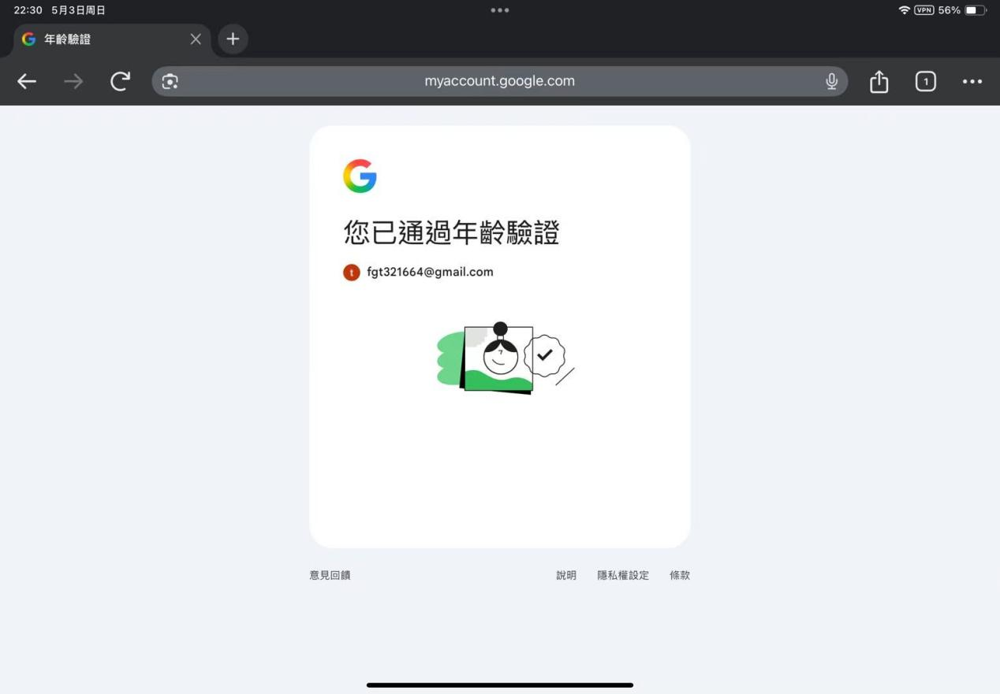 22:30 5月3日周日
VPN 56%
年齡驗證
myaccount.google.com
1
您已通過年齡驗證
t fgt321664@gmail.com
意見回饋 說明 隱私權設定 條款